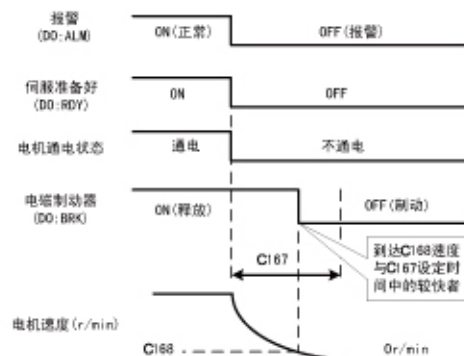 报警
(DO:ALM)
ON(正常)
OFF(报警)
伺服准备好
(DO:RDY)
ON
OFF
电机通电状态
通电
不通电
电磁制动器
(DO:BRK)
ON(释放)
OFF(制动)
C167
到达C168速度
与C167设定时
间中的较快者
电机速度(r/min)
C168
0r/min